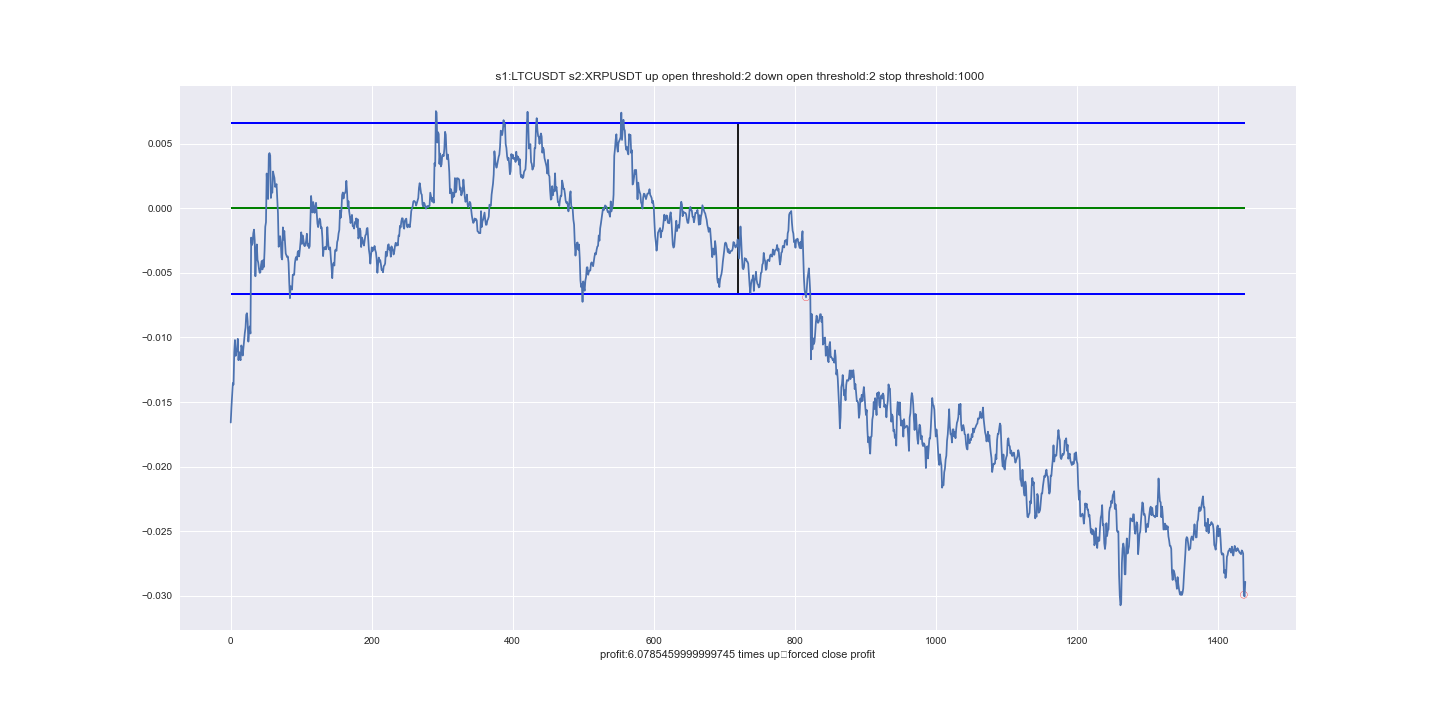 s1:LTCUSDT s2:XRPUSDT up open threshold:2 down open threshold:2 stop threshold:1000
0.005
0.000
−0.005
−0.010
−0.015
−0.020
−0.025
−0.030
0 200 400 600 800 1000 1200 1400
profit:6.0785459999999745 times up□forced close profit